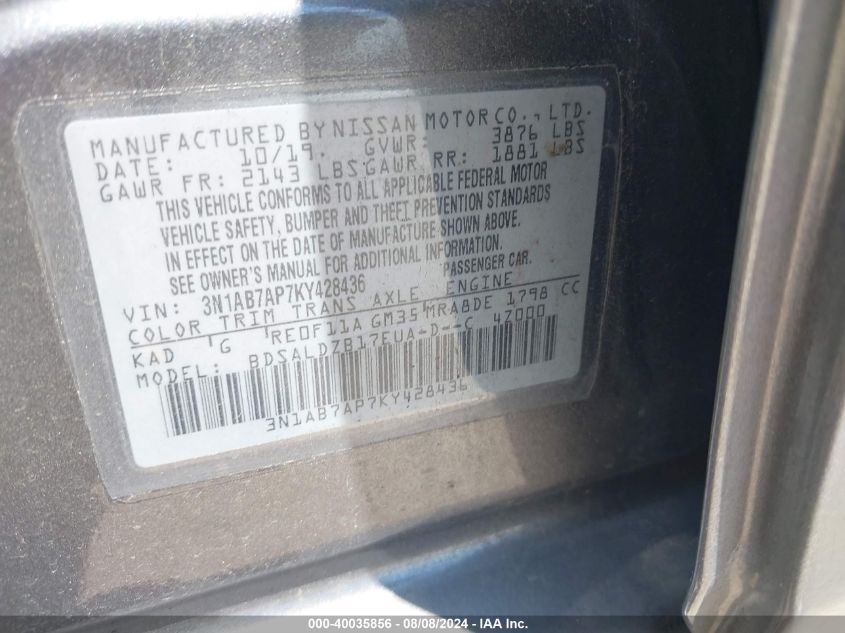 MANUFACTURED BY NISSAN MOTOR CO., LTD.
DATE: 10/19. GVWR: 3876 LBS
GAWR FR: 2143 LBS GAWR RR: 1881 LBS
THIS VEHICLE CONFORMS TO ALL APPLICABLE FEDERAL MOTOR
VEHICLE SAFETY, BUMPER AND THEFT PREVENTION STANDARDS
IN EFFECT ON THE DATE OF MANUFACTURE SHOWN ABOVE.
SEE OWNER'S MANUAL FOR ADDITIONAL INFORMATION.
VIN: 3N1AB7AP7KY428436 PASSENGER CAR.
COLOR TRIM TRANS AXLE ENGINE
KAD G RE0F11A GM35 MRA8DE 1798 CC
MODEL: BDSALDZB17EUA-D--C 47000
3N1AB7AP7KY428436
000-40035856 - 08/08/2024 - IAA Inc.